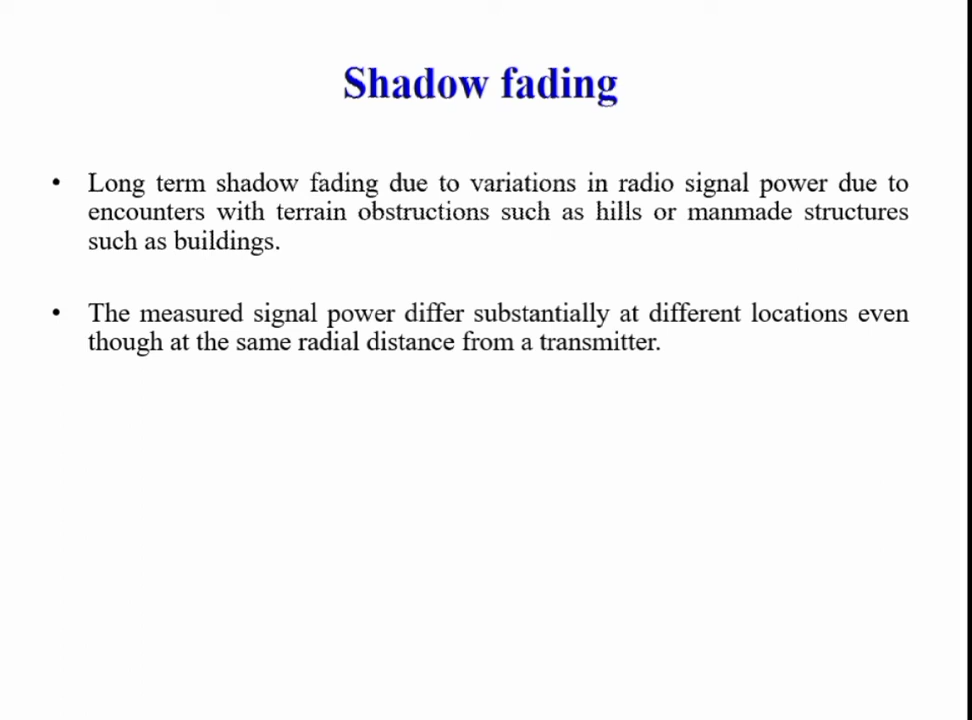 Shadow fading
• Long term shadow fading due to variations in radio signal power due to
encounters with terrain obstructions such as hills or manmade structures
such as buildings.
• The measured signal power differ substantially at different locations even
though at the same radial distance from a transmitter.